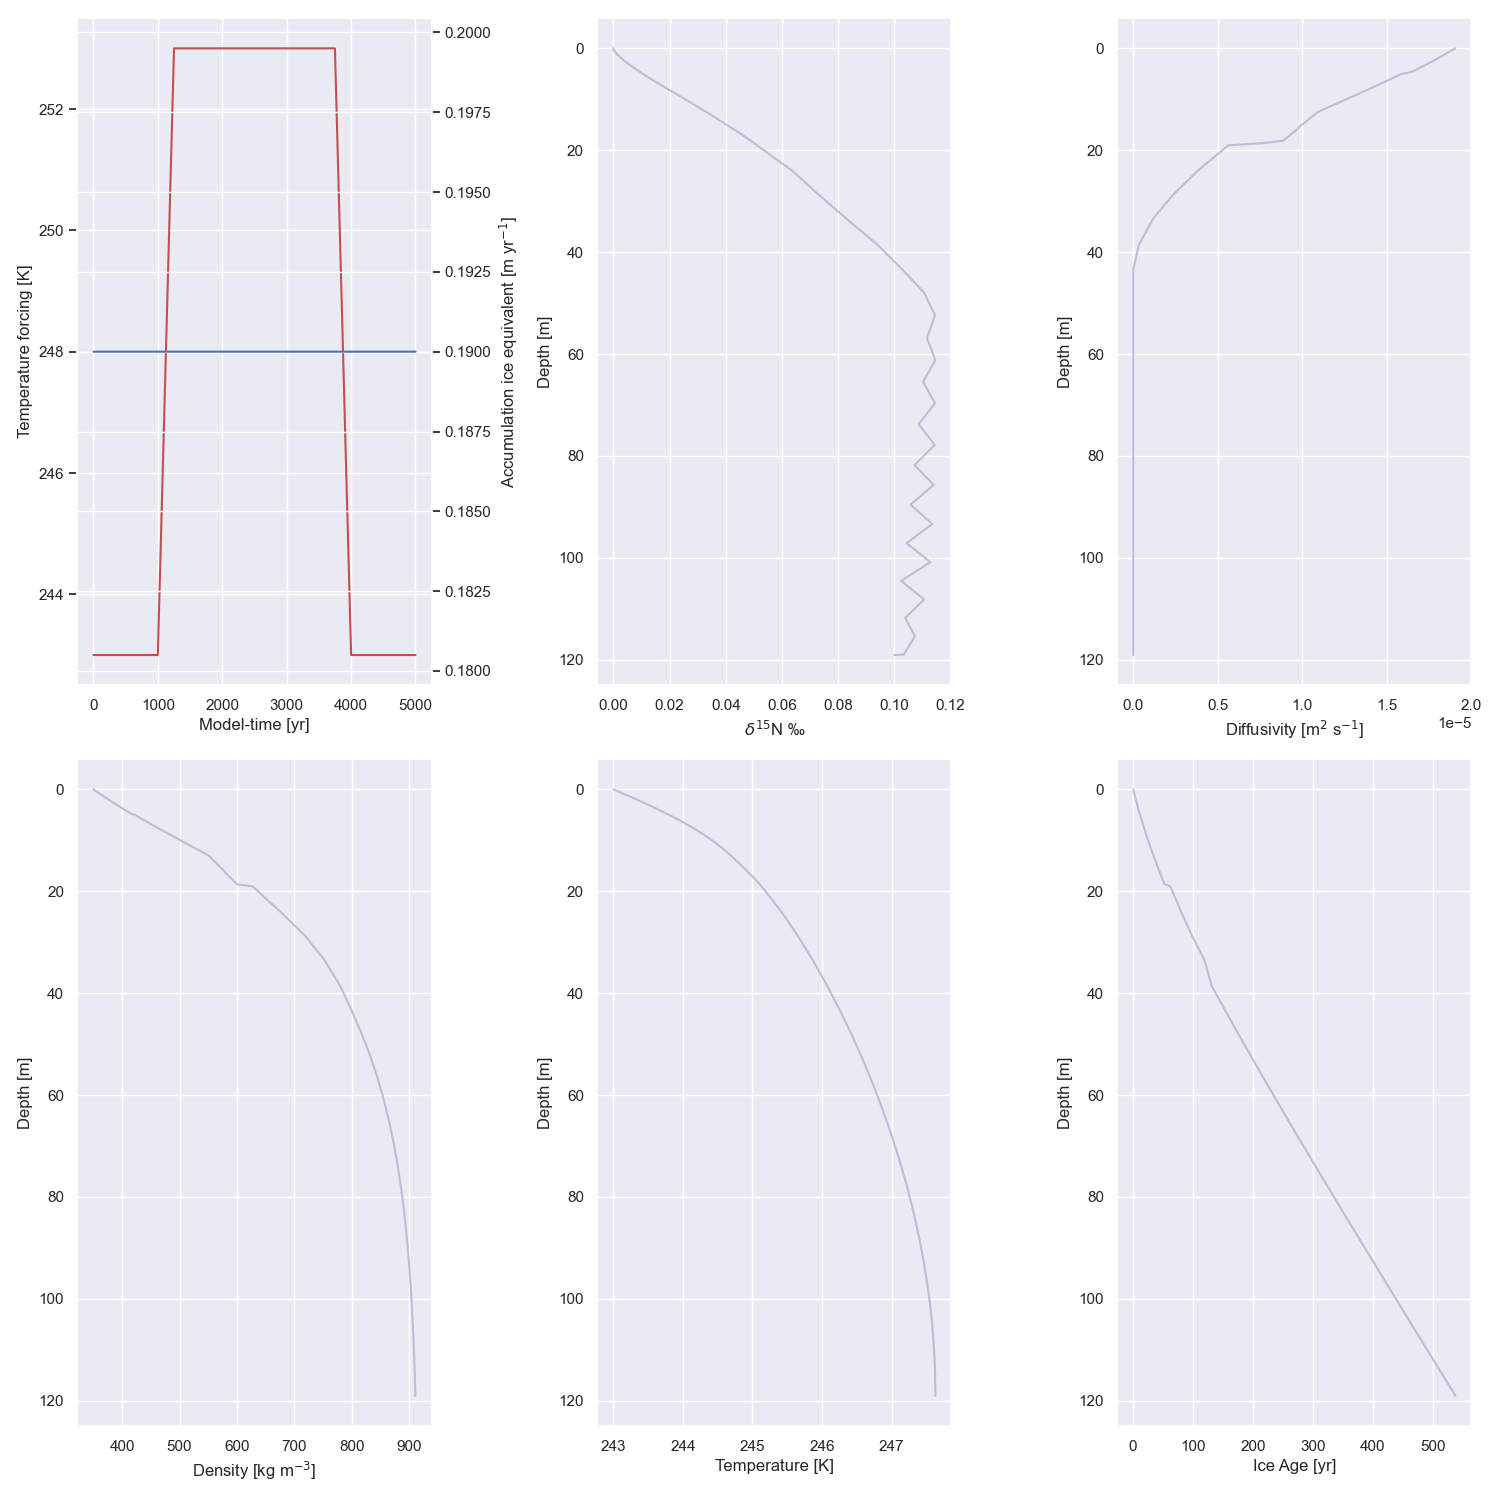 252
250
248
246
244
Temperature forcing [K]
0.2000
0.1975
0.1950
0.1925
0.1900
0.1875
0.1850
0.1825
0.1800
Accumulation ice equivalent [m yr⁻¹]
0 1000 2000 3000 4000 5000
Model-time [yr]
0
20
40
60
80
100
120
Depth [m]
0.00 0.02 0.04 0.06 0.08 0.10 0.12
δ¹⁵N ‰
0
20
40
60
80
100
120
Depth [m]
0.0 0.5 1.0 1.5 2.0
1e−5
Diffusivity [m² s⁻¹]
0
20
40
60
80
100
120
Depth [m]
400 500 600 700 800 900
Density [kg m⁻³]
0
20
40
60
80
100
120
Depth [m]
243 244 245 246 247
Temperature [K]
0
20
40
60
80
100
120
Depth [m]
0 100 200 300 400 500
Ice Age [yr]